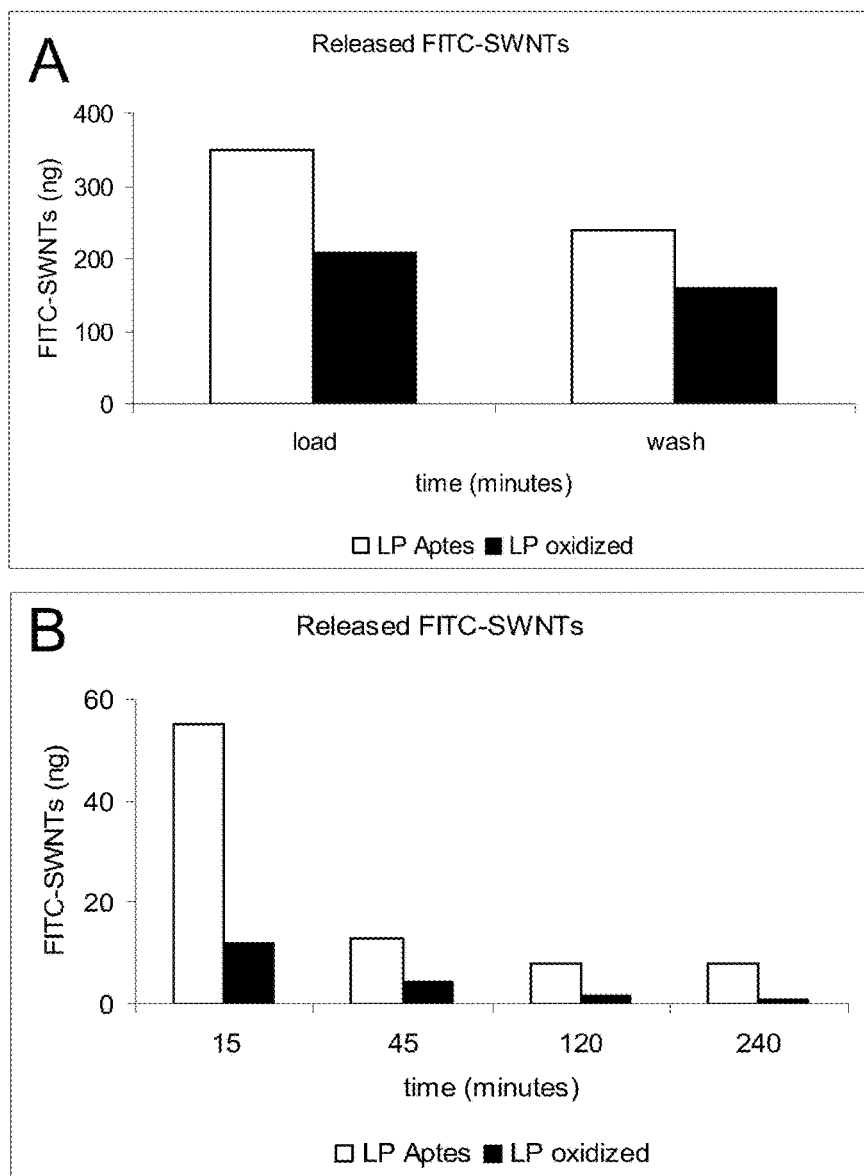 A
Released FITC-SWNTs
FITC-SWNTs (ng)
400
300
200
100
0
load wash
time (minutes)
LP Aptes LP oxidized
B
Released FITC-SWNTs
FITC-SWNTs (ng)
60
40
20
0
15 45 120 240
time (minutes)
LP Aptes LP oxidized